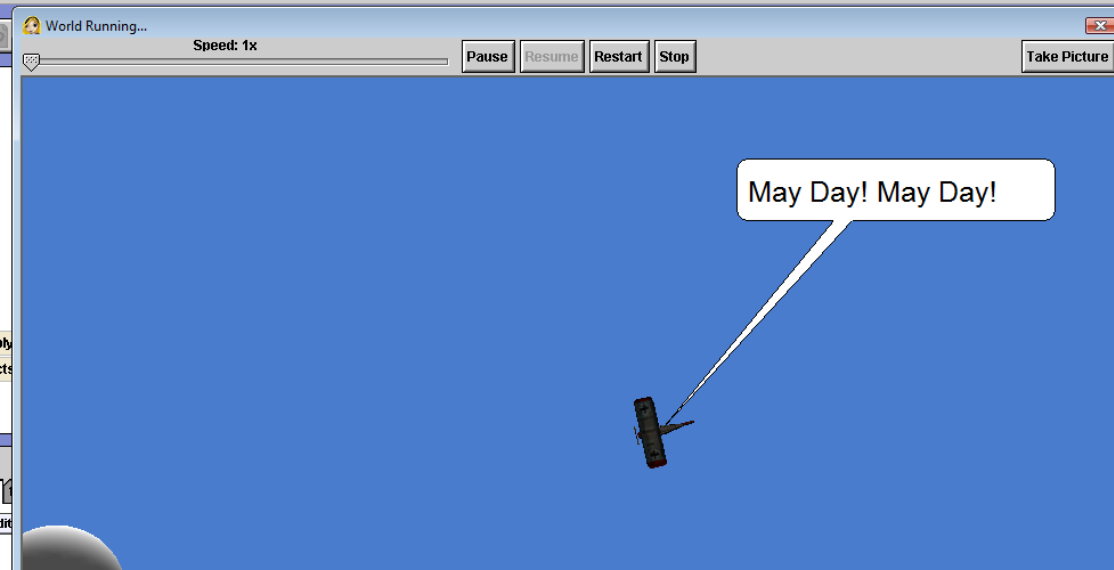 World Running...
Speed: 1x
Pause
Resume
Restart
Stop
Take Picture
May Day! May Day!